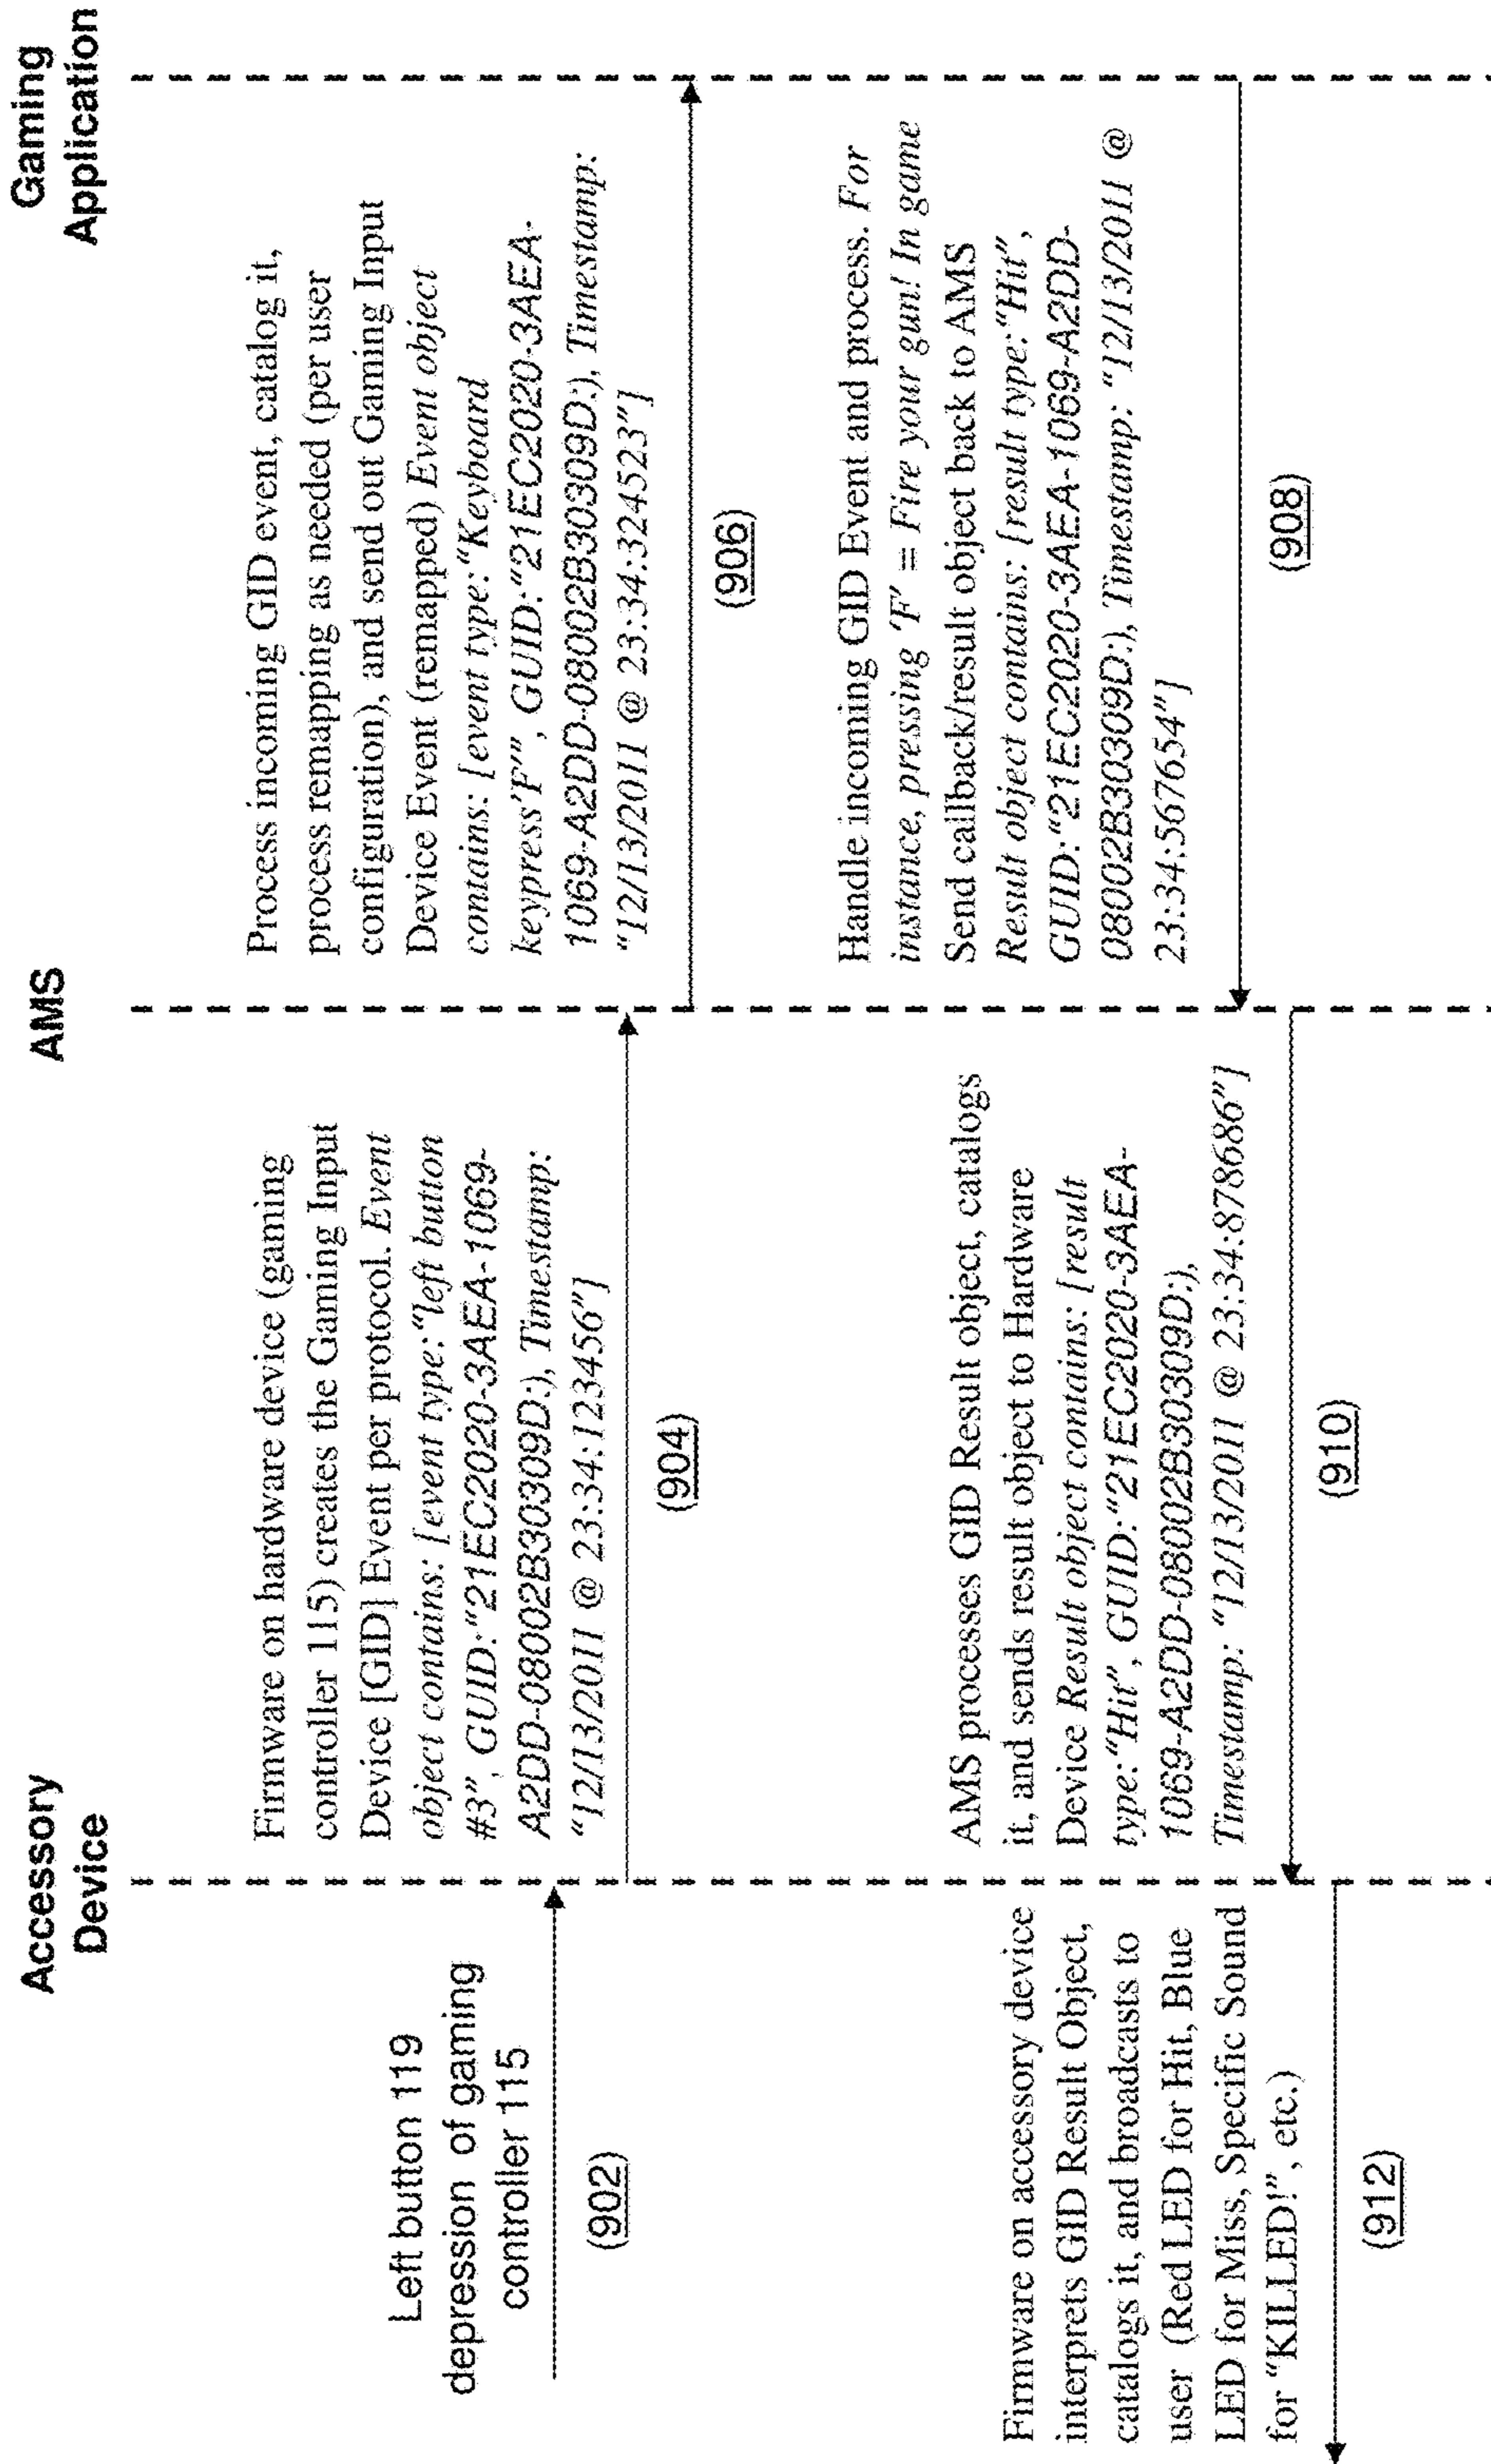 Accessory
Device
AMS
Gaming
Application
Left button 119
depression of gaming
controller 115
(902)
Firmware on hardware device (gaming
controller 115) creates the Gaming Input
Device [GID] Event per protocol. Event
object contains: [event type:"left button
#3", GUID:"21EC2020-3AEA-1069-
A2DD-08002B30309D:), Timestamp:
"12/13/2011 @ 23:34:123456"]
(904)
Process incoming GID event, catalog it,
process remapping as needed (per user
configuration), and send out Gaming Input
Device Event (remapped) Event object
contains: [event type:"Keyboard
keypress'F'", GUID:"21EC2020-3AEA-
1069-A2DD-08002B30309D:), Timestamp:
"12/13/2011 @ 23:34:324523"]
(906)
Handle incoming GID Event and process. For
instance, pressing 'F' = Fire your gun! In game
Send callback/result object back to AMS
Result object contains: [result type:"Hit",
GUID:"21EC2020-3AEA-1069-A2DD-
08002B30309D:), Timestamp: "12/13/2011 @
23:34:567654"]
(908)
AMS processes GID Result object, catalogs
it, and sends result object to Hardware
Device Result object contains: [result
type:"Hit", GUID:"21EC2020-3AEA-
1069-A2DD-08002B30309D:),
Timestamp: "12/13/2011 @ 23:34:878686"]
(910)
Firmware on accessory device
interprets GID Result Object,
catalogs it, and broadcasts to
user (Red LED for Hit, Blue
LED for Miss, Specific Sound
for "KILLED!", etc.)
(912)